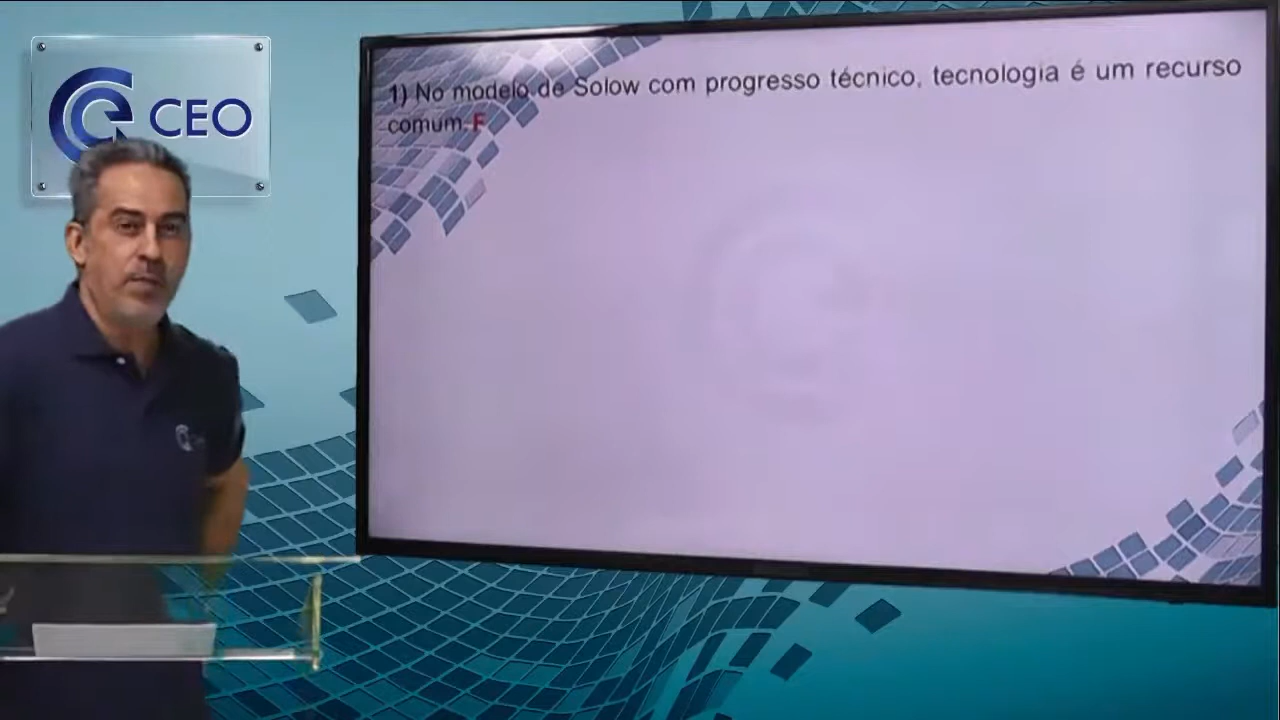 CEO
1) No modelo de Solow com progresso técnico, tecnologia é um recurso
comum-F